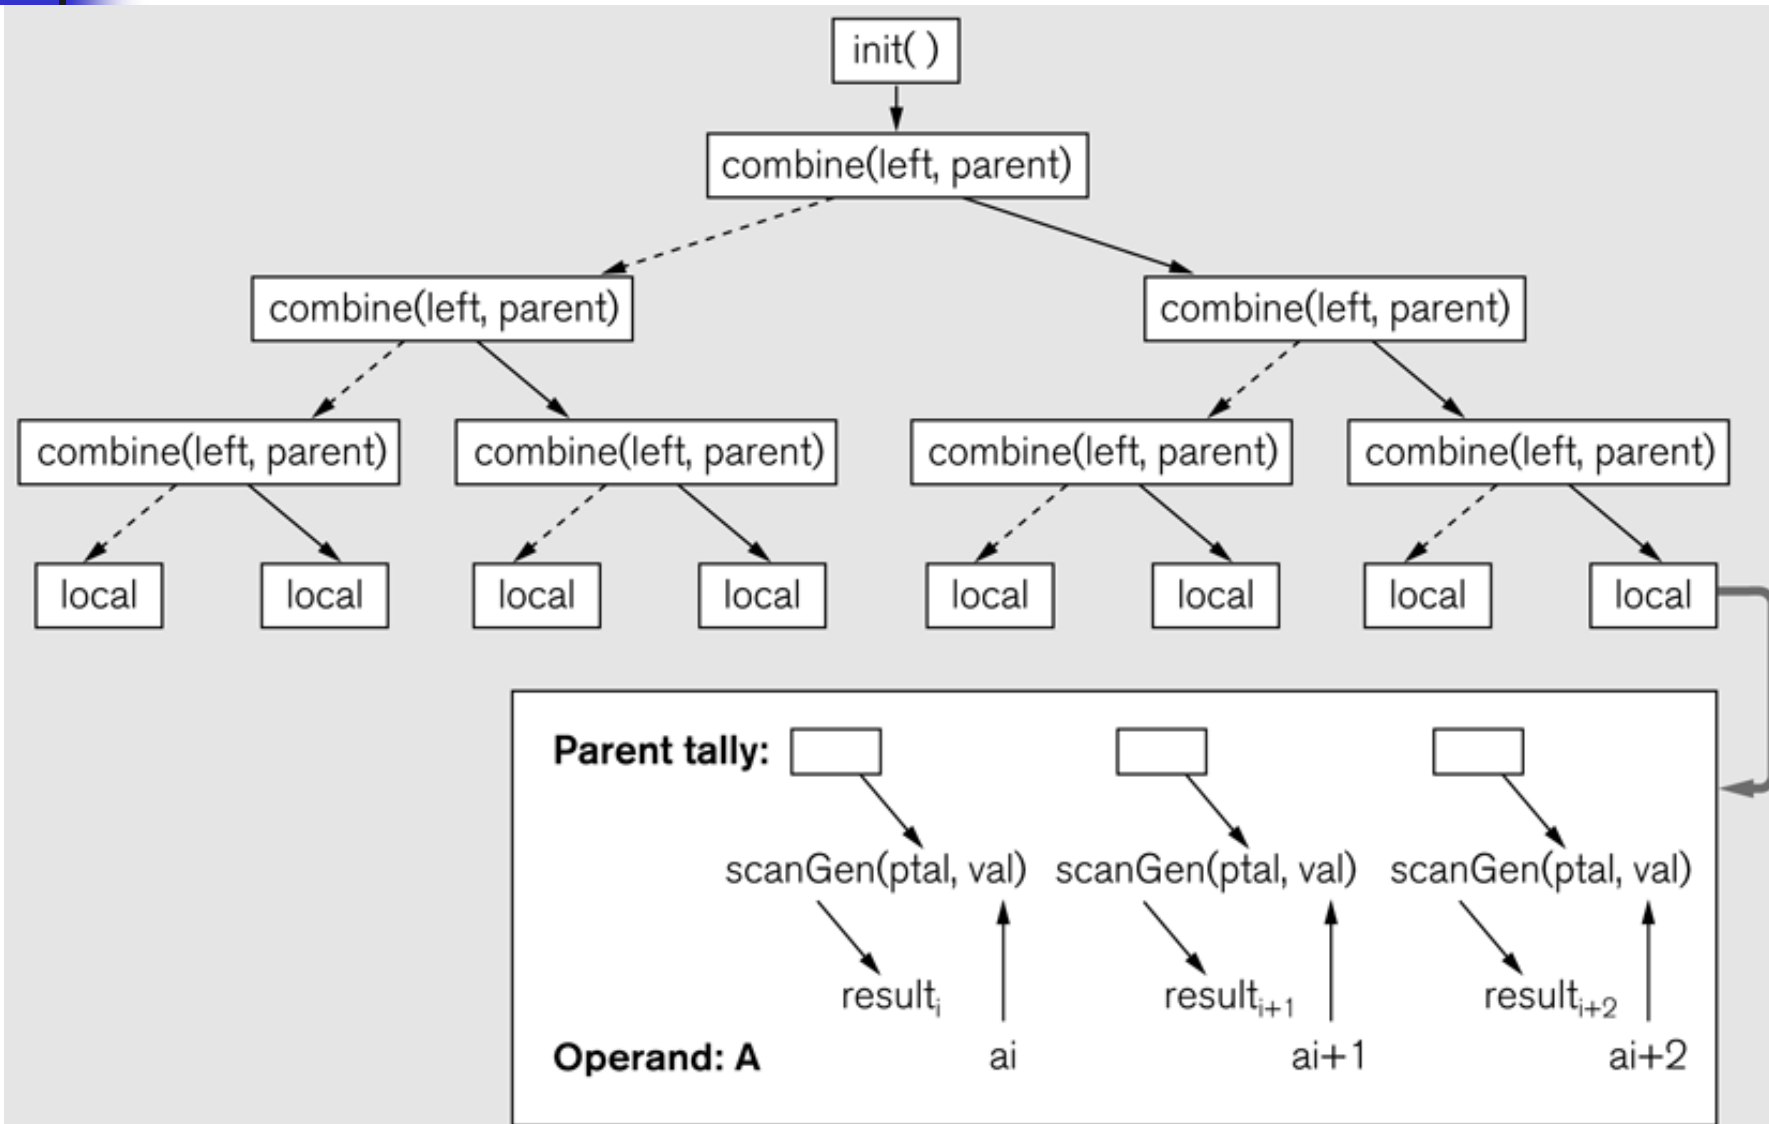 init( )
combine(left, parent)
combine(left, parent) combine(left, parent)
combine(left, parent) combine(left, parent) combine(left, parent) combine(left, parent)
local local local local local local local local
Parent tally:
scanGen(ptal, val) scanGen(ptal, val) scanGen(ptal, val)
resultᵢ resultᵢ₊₁ resultᵢ₊₂
Operand: A ai ai+1 ai+2